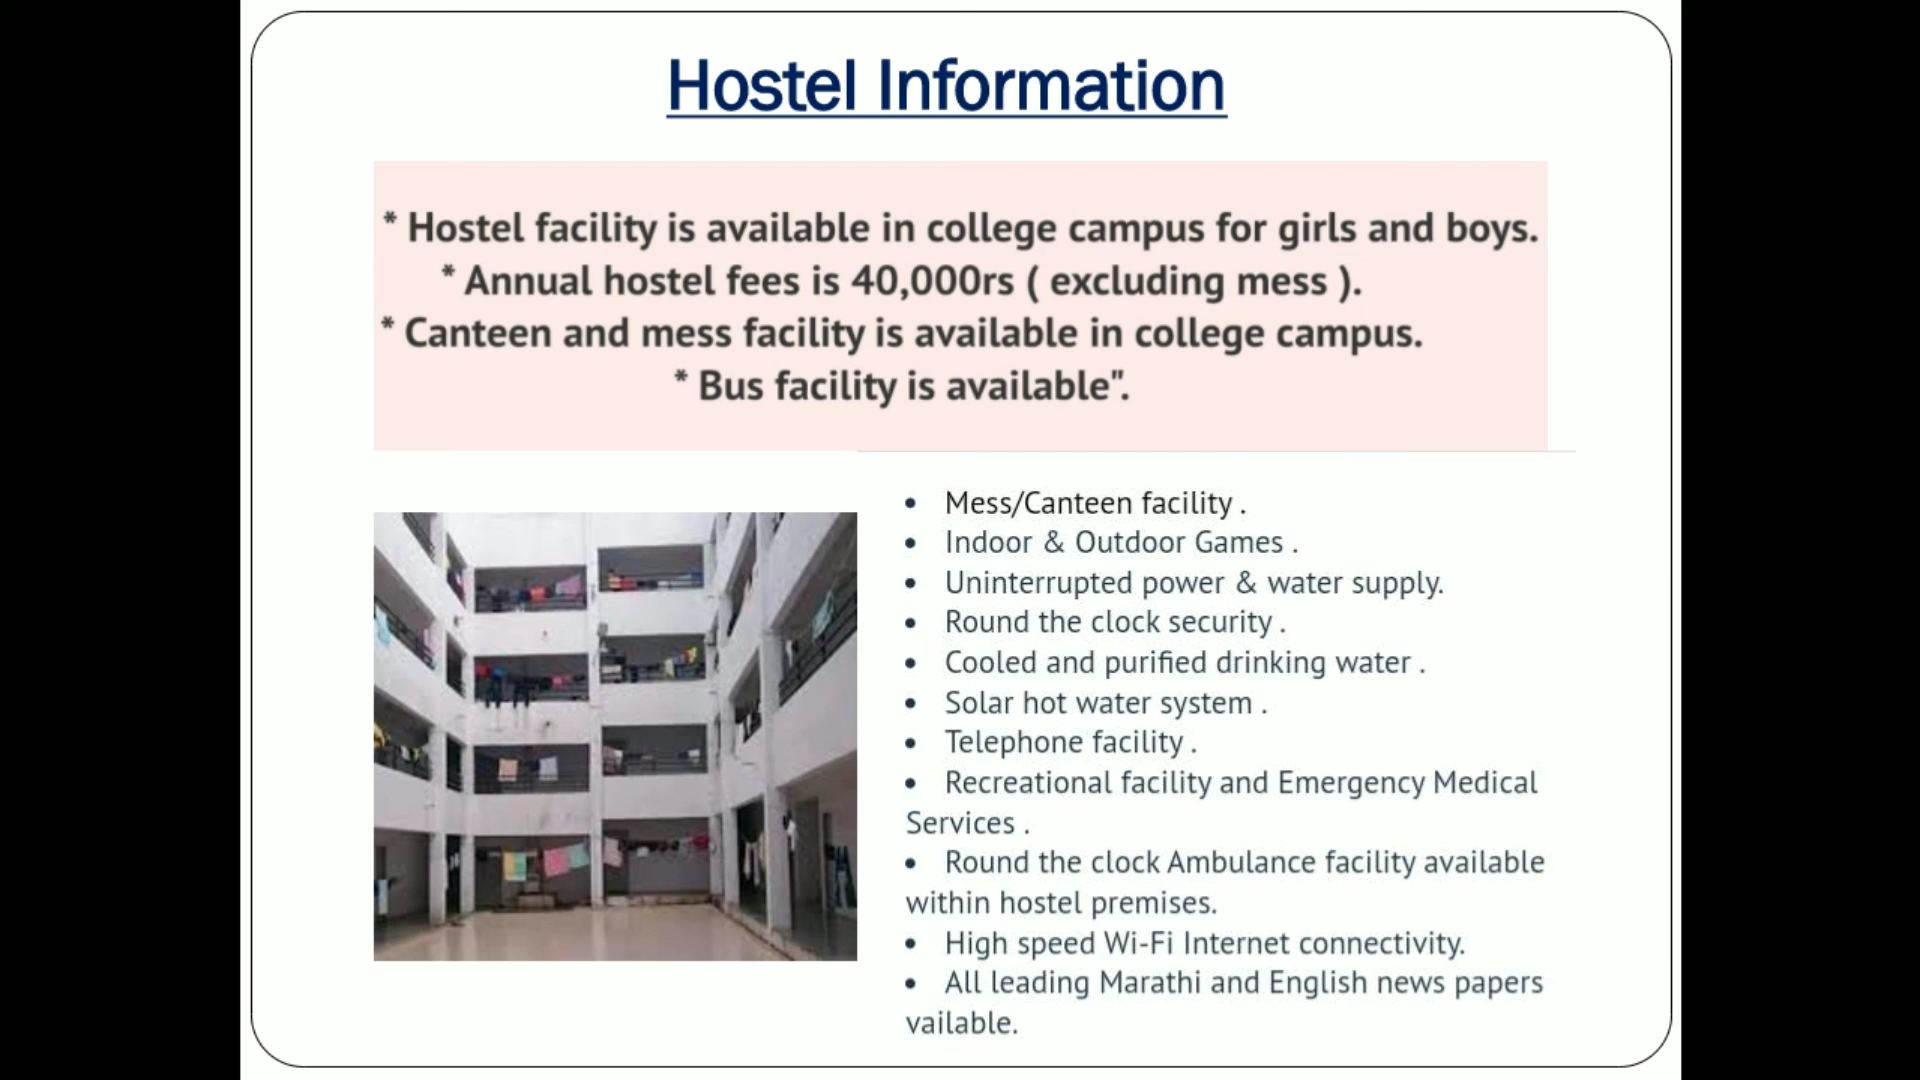 Hostel Information
* Hostel facility is available in college campus for girls and boys.
* Annual hostel fees is 40,000rs ( excluding mess ).
* Canteen and mess facility is available in college campus.
* Bus facility is available".
• Mess/Canteen facility .
• Indoor & Outdoor Games .
• Uninterrupted power & water supply.
• Round the clock security .
• Cooled and purified drinking water .
• Solar hot water system .
• Telephone facility .
• Recreational facility and Emergency Medical
Services .
• Round the clock Ambulance facility available
within hostel premises.
• High speed Wi-Fi Internet connectivity.
• All leading Marathi and English news papers
vailable.